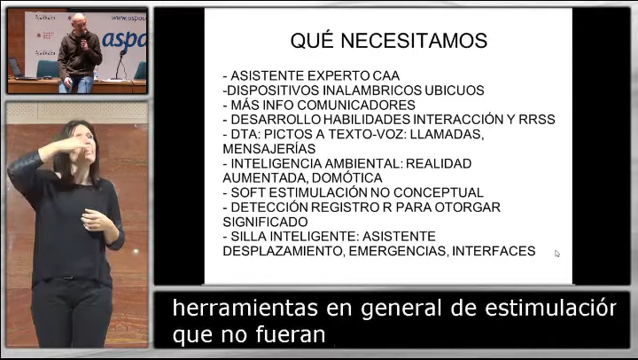 aspa
QUÉ NECESITAMOS
- ASISTENTE EXPERTO CAA
-DISPOSITIVOS INALAMBRICOS UBICUOS
- MÁS INFO COMUNICADORES
- DESARROLLO HABILIDADES INTERACCIÓN Y RRSS
- DTA: PICTOS A TEXTO-VOZ: LLAMADAS,
MENSAJERÍAS
- INTELIGENCIA AMBIENTAL: REALIDAD
AUMENTADA, DOMÓTICA
- SOFT ESTIMULACIÓN NO CONCEPTUAL
- DETECCIÓN REGISTRO R PARA OTORGAR
SIGNIFICADO
- SILLA INTELIGENTE: ASISTENTE
DESPLAZAMIENTO, EMERGENCIAS, INTERFACES
herramientas en general de estimulación
que no fueran